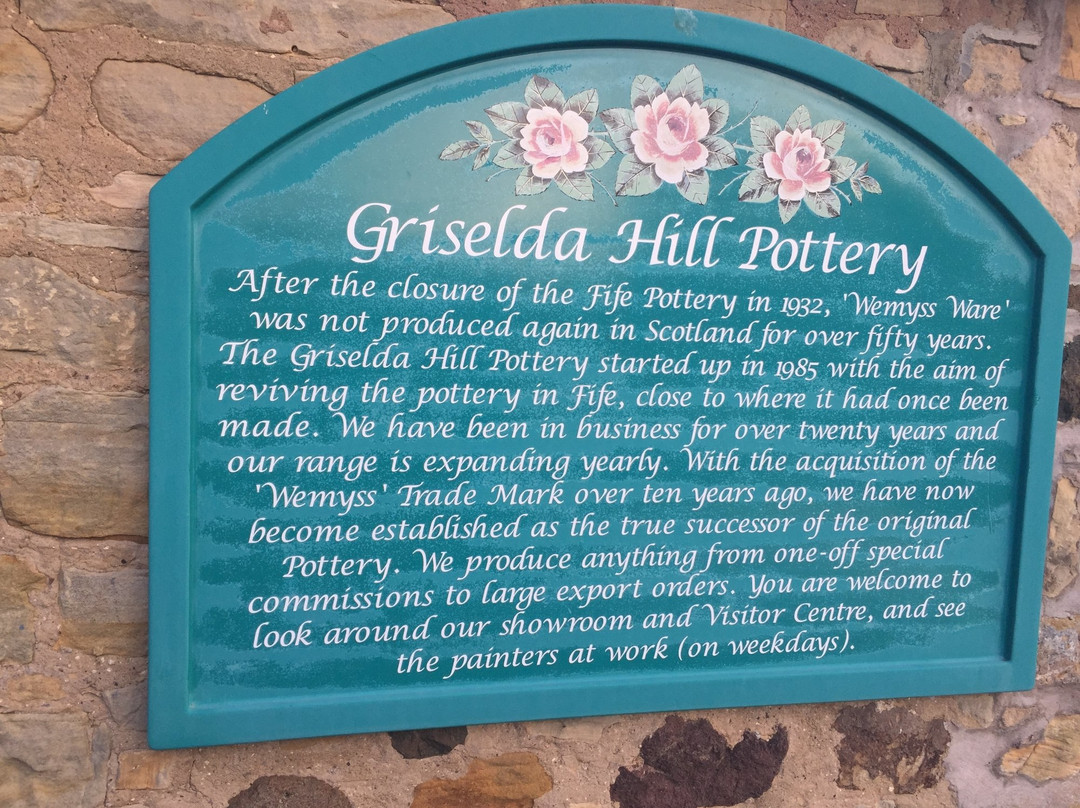 Griselda Hill Pottery
After the closure of the Fife Pottery in 1932, 'Wemyss Ware'
was not produced again in Scotland for over fifty years.
The Griselda Hill Pottery started up in 1985 with the aim of
reviving the pottery in Fife, close to where it had once been
made. We have been in business for over twenty years and
our range is expanding yearly. With the acquisition of the
'Wemyss' Trade Mark over ten years ago, we have now
become established as the true successor of the original
Pottery. We produce anything from one-off special
commissions to large export orders. You are welcome to
look around our showroom and Visitor Centre, and see
the painters at work (on weekdays).